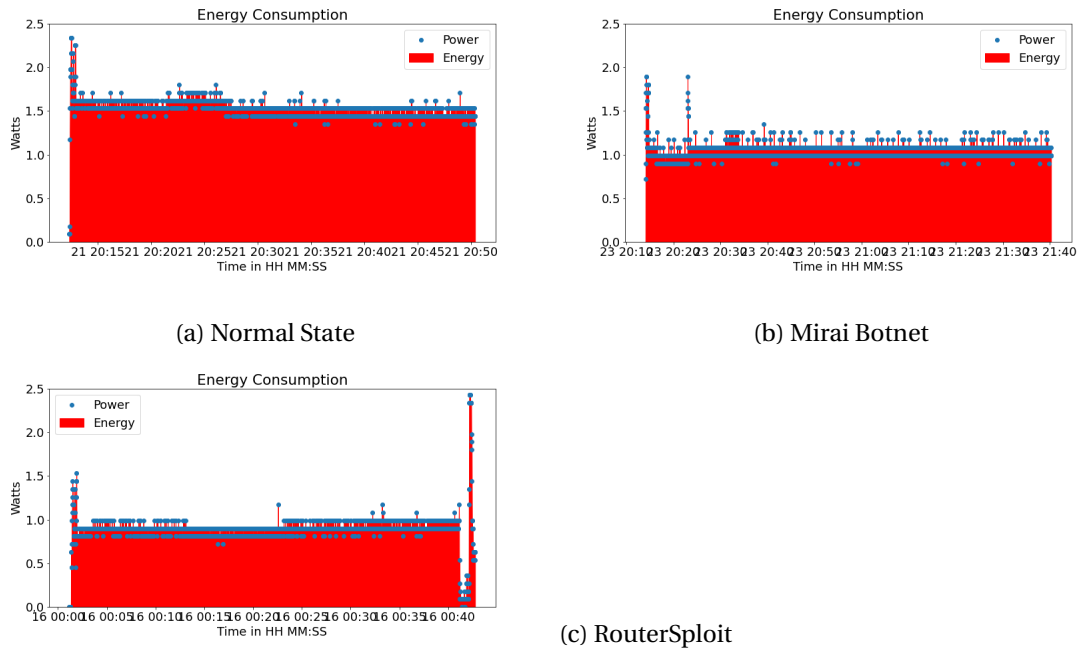 Energy Consumption
2.5
2.0
1.5
1.0
0.5
0.0
Watts
Power
Energy
21 20:15 21 20:20 21 20:25 21 20:30 21 20:35 21 20:40 21 20:45 21 20:50
Time in HH MM:SS
(a) Normal State
Energy Consumption
2.5
2.0
1.5
1.0
0.5
0.0
Watts
Power
Energy
23 20:10 23 20:20 23 20:30 23 20:40 23 20:50 23 21:00 23 21:10 23 21:20 23 21:30 23 21:40
Time in HH MM:SS
(b) Mirai Botnet
Energy Consumption
2.5
2.0
1.5
1.0
0.5
0.0
Watts
Power
Energy
16 00:00 16 00:05 16 00:10 16 00:15 16 00:20 16 00:25 16 00:30 16 00:35 16 00:40
Time in HH MM:SS
(c) RouterSploit